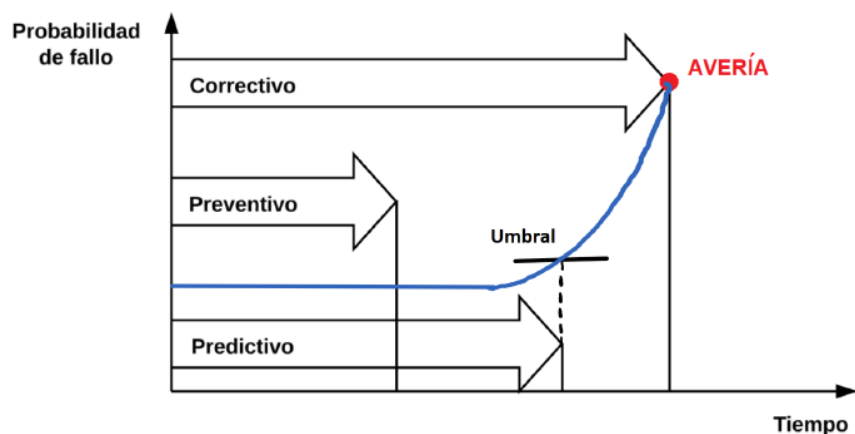 Probabilidad
de fallo
Correctivo
AVERÍA
Preventivo
Umbral
Predictivo
Tiempo